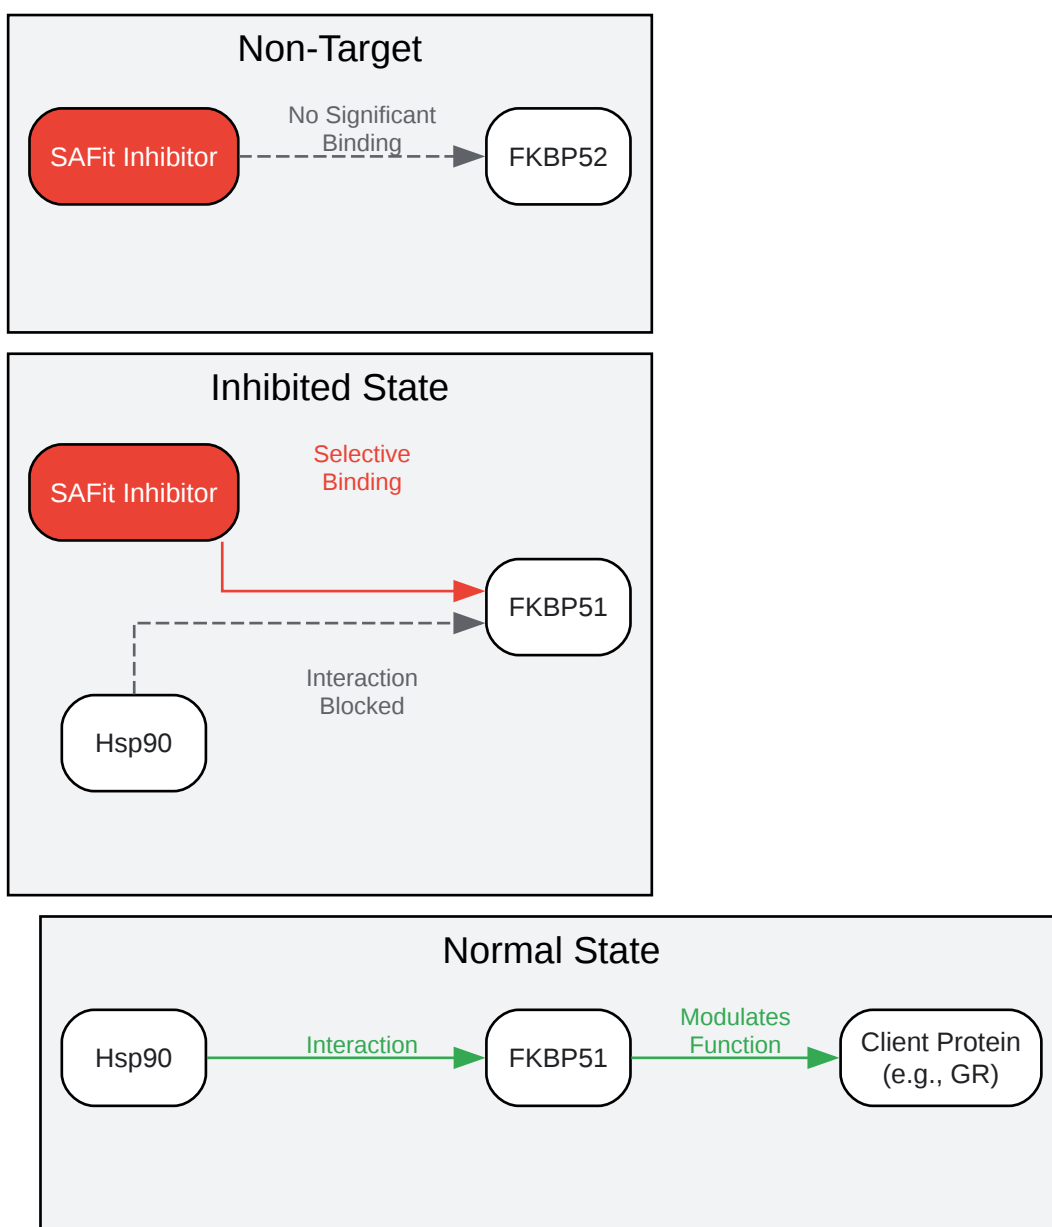 Non-Target
SAFit Inhibitor
No Significant
Binding
FKBP52
Inhibited State
SAFit Inhibitor
Selective
Binding
FKBP51
Interaction
Blocked
Hsp90
Normal State
Hsp90
Interaction
FKBP51
Modulates
Function
Client Protein
(e.g., GR)